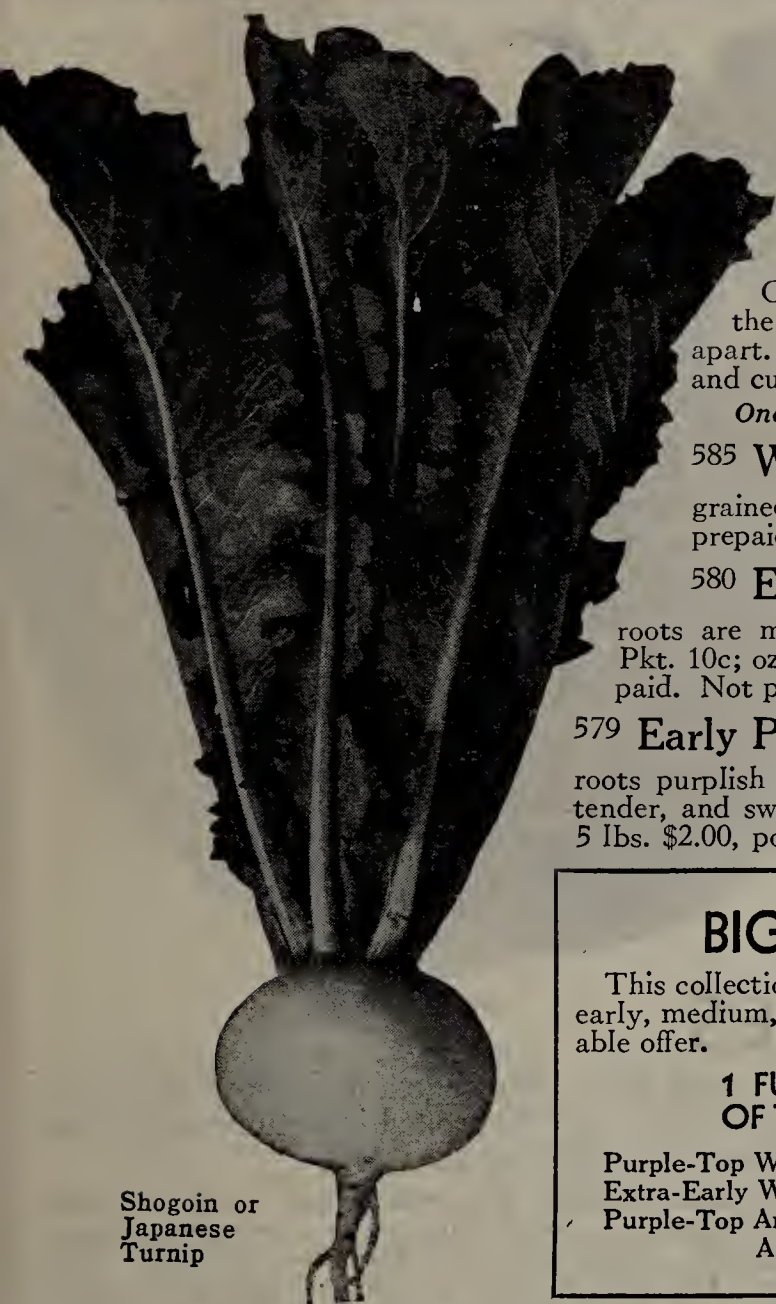 the
apart.
and cu
585 W
grained
prepaid
580 E
roots are m
Pkt. 10c; oz
paid. Not p
579 Early P
roots purplish
tender, and sw
5 lbs. $2.00, po
BIG
This collectio
early, medium,
able offer.
1 FU
OF
Purple-Top W
Extra-Early W
Purple-Top A
A
Shogoin or
Japanese
Turnip